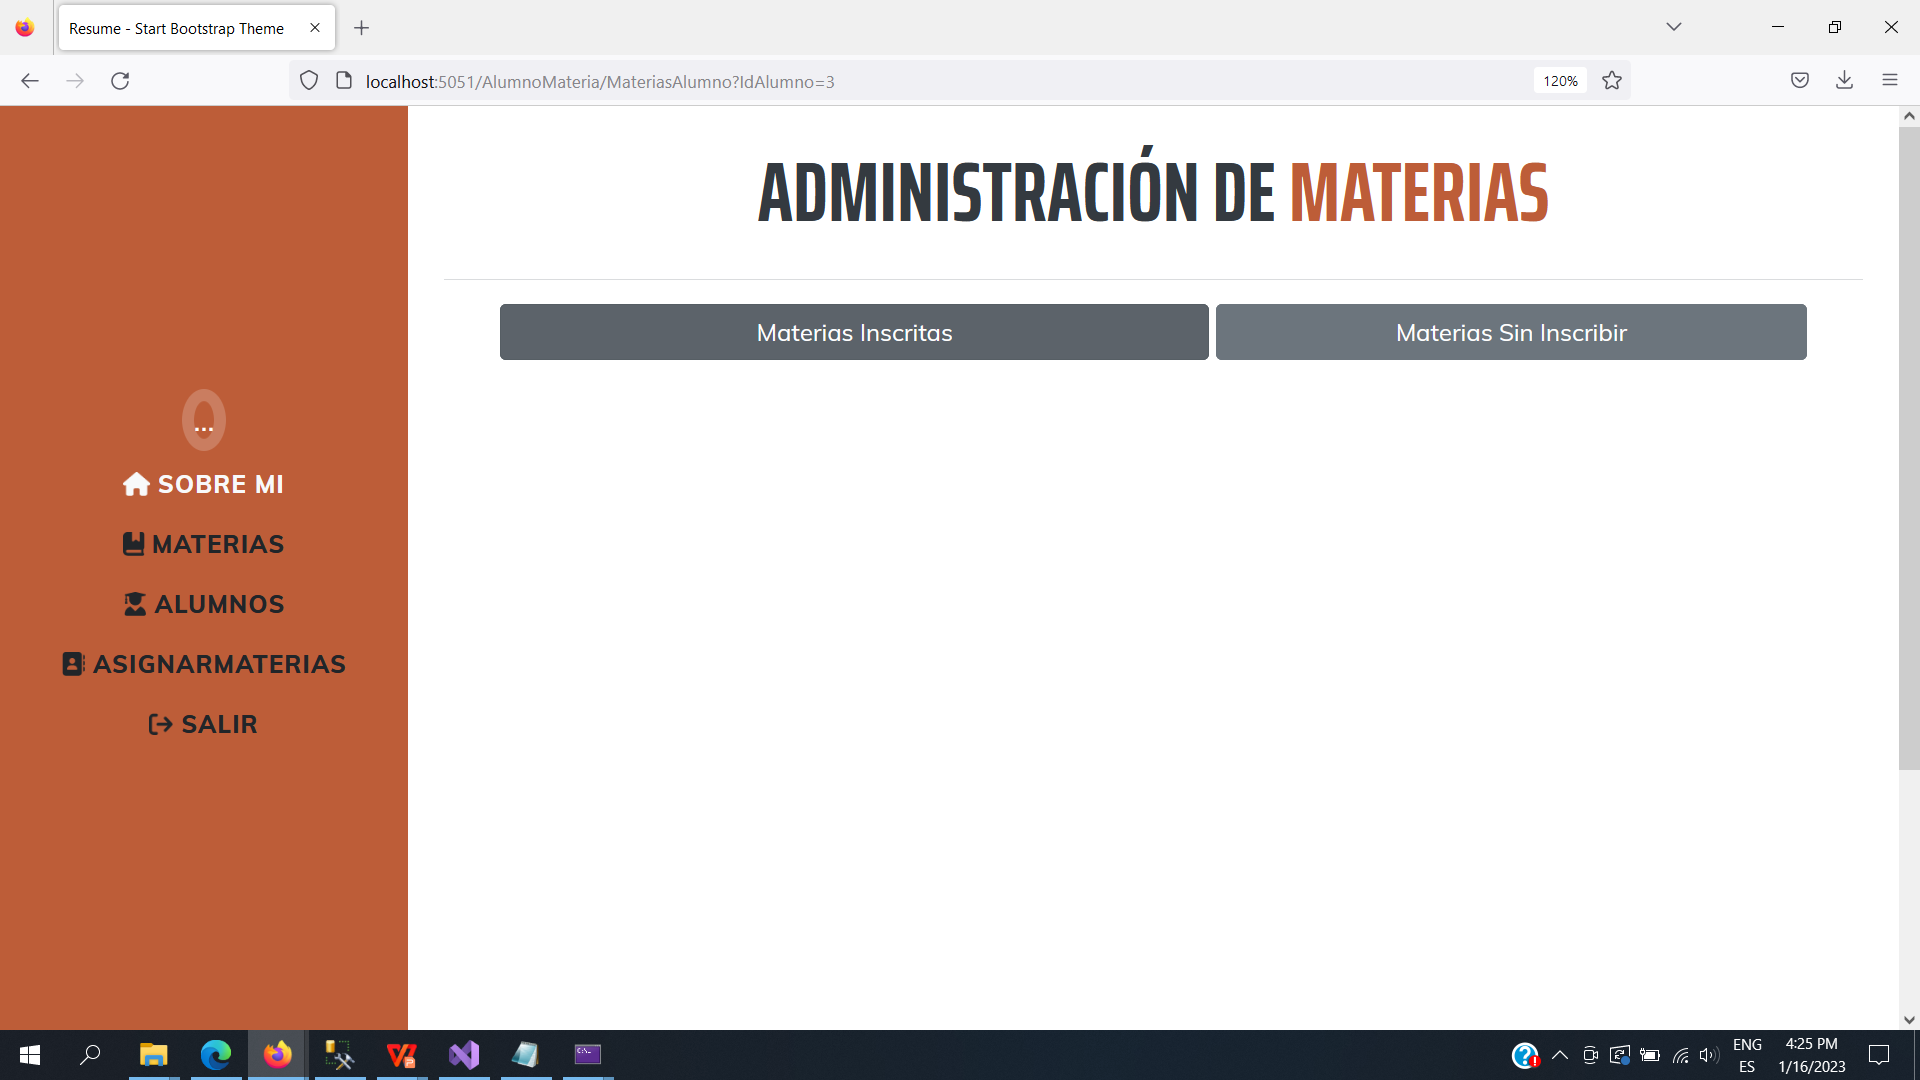 Resume - Start Bootstrap Theme
localhost:5051/AlumnoMateria/MateriasAlumno?IdAlumno=3
120%
ADMINISTRACIÓN DE MATERIAS
Materias Inscritas
Materias Sin Inscribir
...
SOBRE MI
MATERIAS
ALUMNOS
ASIGNARMATERIAS
SALIR
ENG
ES
4:25 PM
1/16/2023